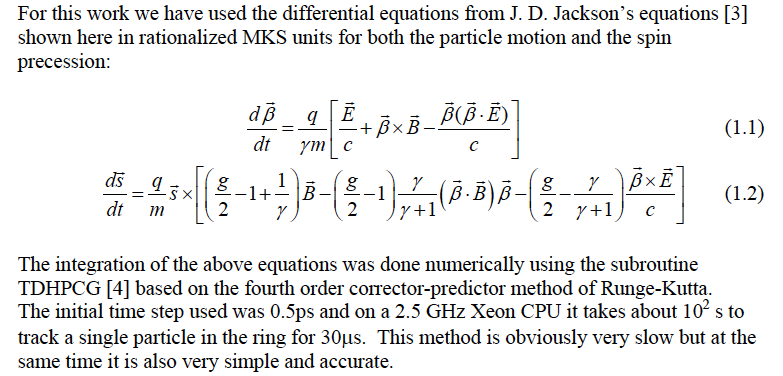 For this work we have used the differential equations from J. D. Jackson's equations [3]
shown here in rationalized MKS units for both the particle motion and the spin
precession:
$\frac{d\vec{\beta}}{dt}=\frac{q}{\gamma m}\left[\frac{\vec{E}}{c}+\vec{\beta}\times\vec{B}-\frac{\vec{\beta}(\vec{\beta}\cdot\vec{E})}{c}\right]$ (1.1)
$\frac{d\vec{s}}{dt}=\frac{q}{m}\vec{s}\times\left[\left(\frac{g}{2}-1+\frac{1}{\gamma}\right)\vec{B}-\left(\frac{g}{2}-1\right)\frac{\gamma}{\gamma+1}(\vec{\beta}\cdot\vec{B})\vec{\beta}-\left(\frac{g}{2}-\frac{\gamma}{\gamma+1}\right)\frac{\vec{\beta}\times\vec{E}}{c}\right]$ (1.2)
The integration of the above equations was done numerically using the subroutine
TDHPCG [4] based on the fourth order corrector-predictor method of Runge-Kutta.
The initial time step used was 0.5ps and on a 2.5 GHz Xeon CPU it takes about 10² s to
track a single particle in the ring for 30μs.  This method is obviously very slow but at the
same time it is also very simple and accurate.